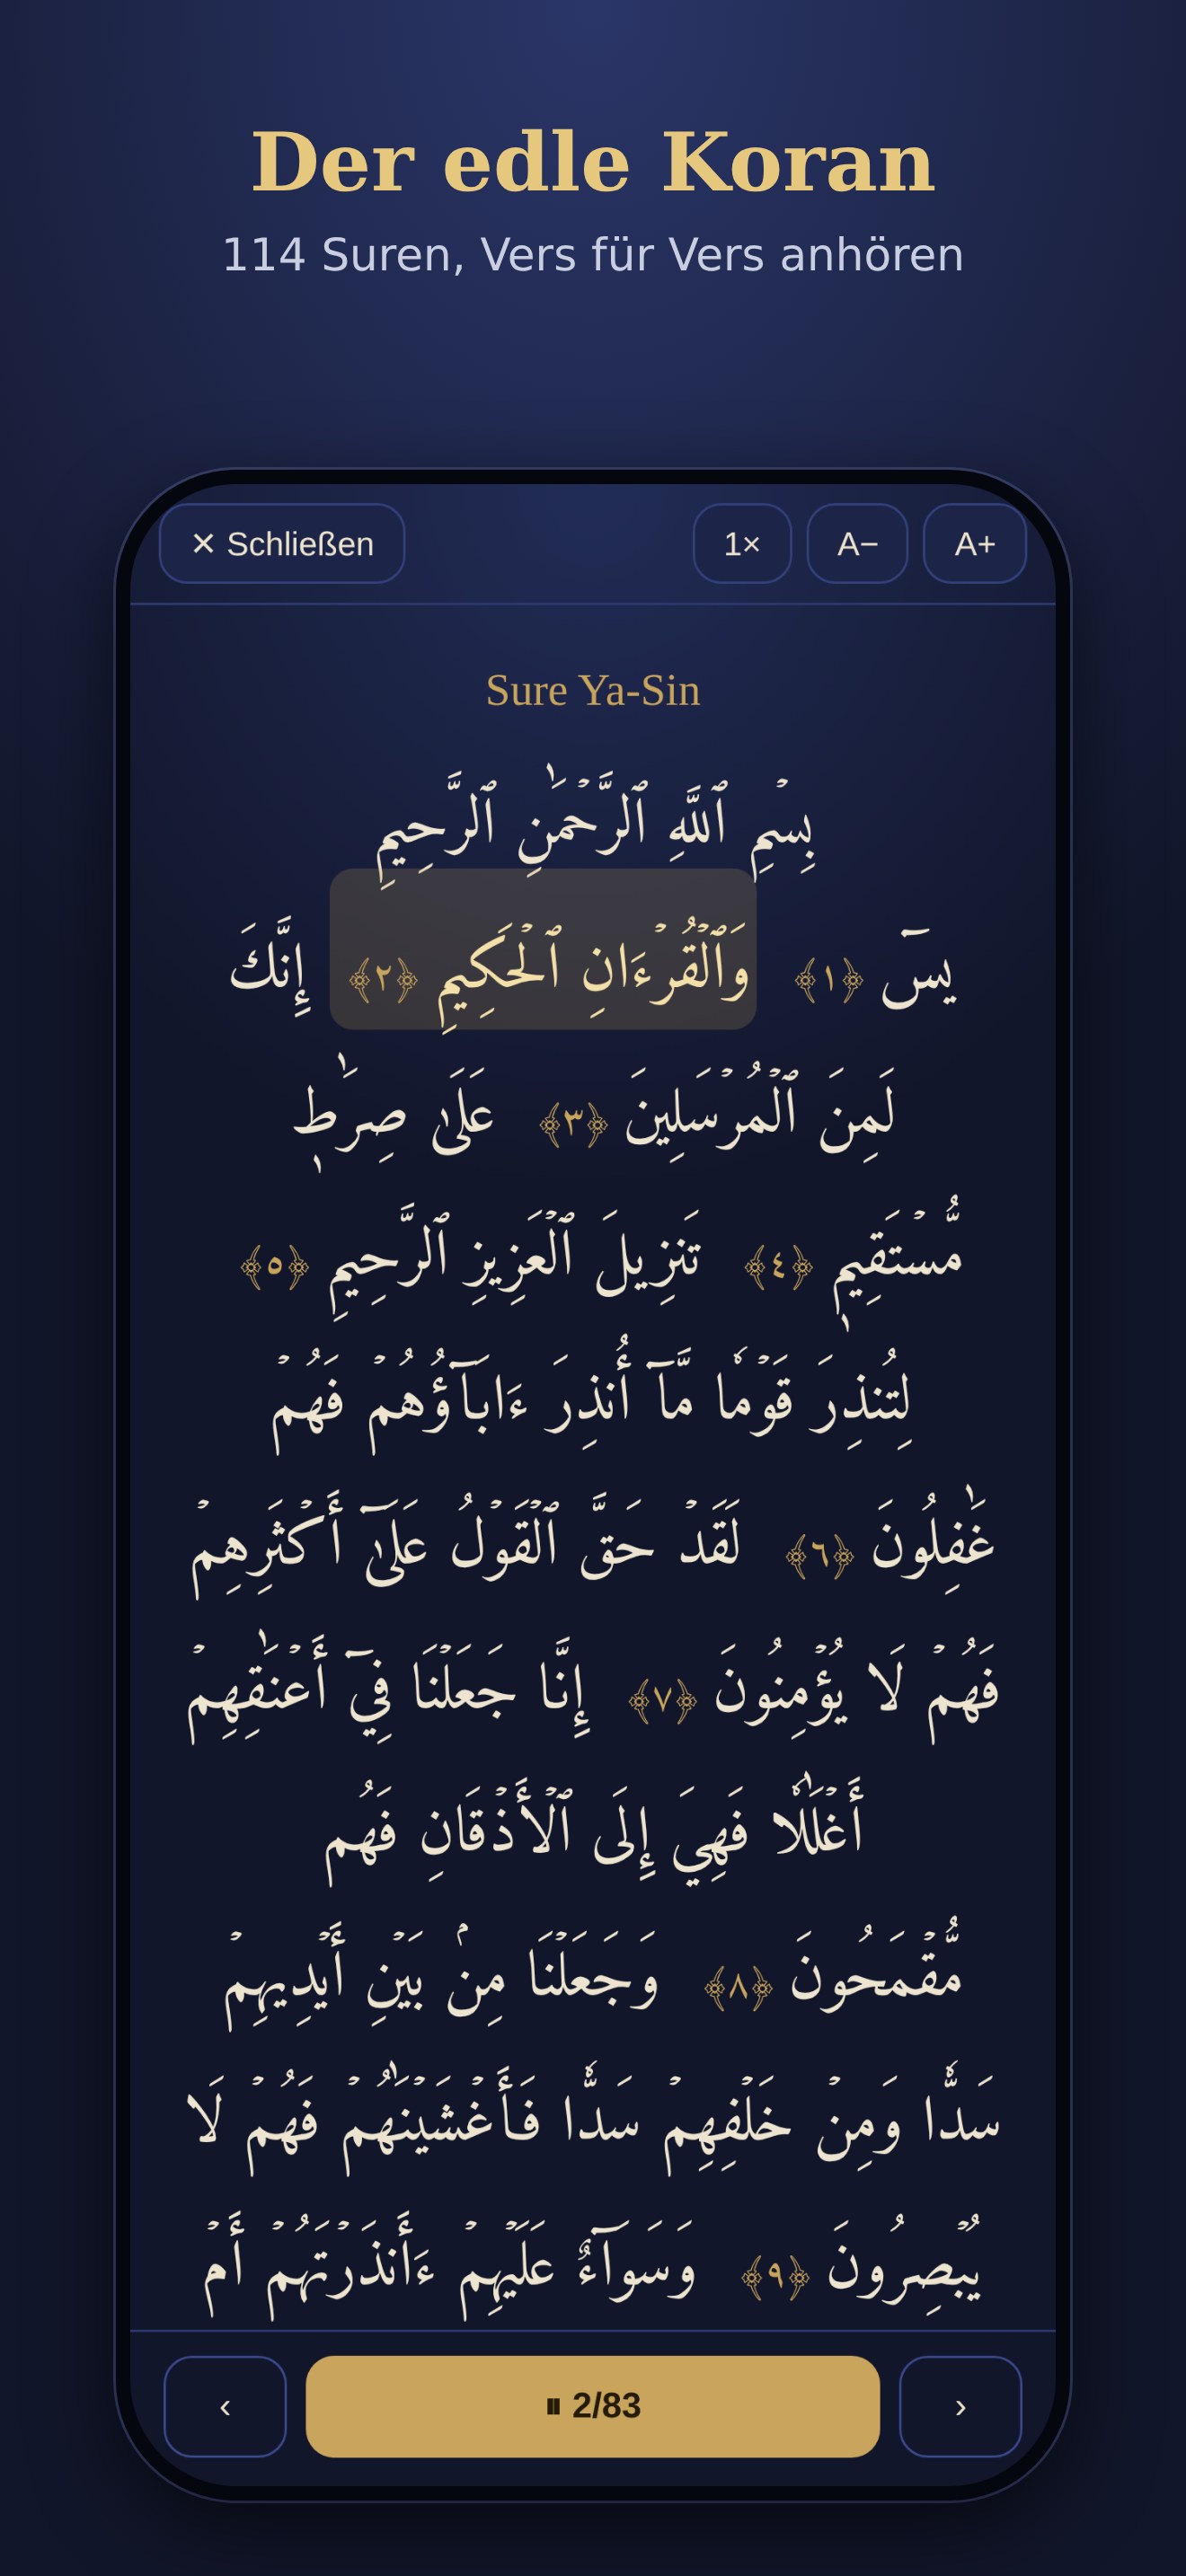 Der edle Koran
114 Suren, Vers für Vers anhören
✕ Schließen
1×
A−
A+
Sure Ya-Sin
بِسۡمِ ٱللَّهِ ٱلرَّحۡمَٰنِ ٱلرَّحِيمِ
يسٓ ﴿١﴾ وَٱلۡقُرۡءَانِ ٱلۡحَكِيمِ ﴿٢﴾ إِنَّكَ
لَمِنَ ٱلۡمُرۡسَلِينَ ﴿٣﴾ عَلَىٰ صِرَٰطٖ
مُّسۡتَقِيمٖ ﴿٤﴾ تَنزِيلَ ٱلۡعَزِيزِ ٱلرَّحِيمِ ﴿٥﴾
لِتُنذِرَ قَوۡمٗا مَّآ أُنذِرَ ءَابَآؤُهُمۡ فَهُمۡ
غَٰفِلُونَ ﴿٦﴾ لَقَدۡ حَقَّ ٱلۡقَوۡلُ عَلَىٰٓ أَكۡثَرِهِمۡ
فَهُمۡ لَا يُؤۡمِنُونَ ﴿٧﴾ إِنَّا جَعَلۡنَا فِيٓ أَعۡنَٰقِهِمۡ
أَغۡلَٰلٗا فَهِيَ إِلَى ٱلۡأَذۡقَانِ فَهُم
مُّقۡمَحُونَ ﴿٨﴾ وَجَعَلۡنَا مِنۢ بَيۡنِ أَيۡدِيهِمۡ
سَدّٗا وَمِنۡ خَلۡفِهِمۡ سَدّٗا فَأَغۡشَيۡنَٰهُمۡ فَهُمۡ لَا
يُبۡصِرُونَ ﴿٩﴾ وَسَوَآءٌ عَلَيۡهِمۡ ءَأَنذَرۡتَهُمۡ أَمۡ
‹
⏸ 2/83
›